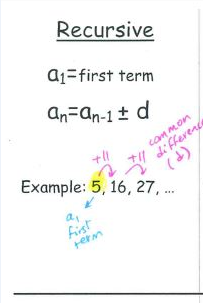 Recursive
a₁=first term
aₙ=aₙ₋₁ ± d
+11 +11 common difference (d)
Example: 5, 16, 27, ...
a₁
first
term